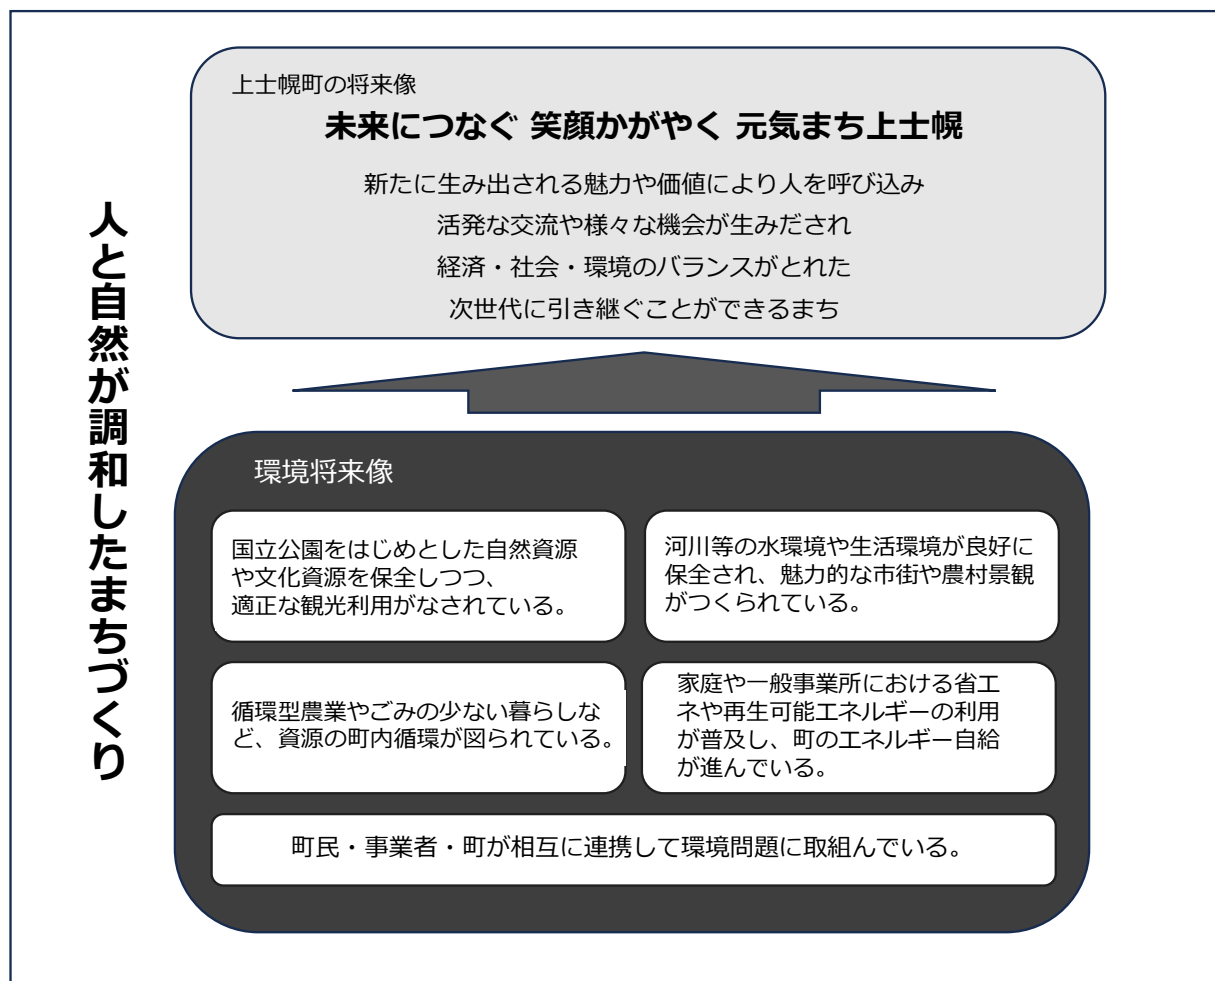 人と自然が調和したまちづくり
上士幌町の将来像
未来につなぐ 笑顔かがやく 元気まち上士幌
新たに生み出される魅力や価値により人を呼び込み
活発な交流や様々な機会が生みだされ
経済・社会・環境のバランスがとれた
次世代に引き継ぐことができるまち
環境将来像
国立公園をはじめとした自然資源
や文化資源を保全しつつ、
適正な観光利用がなされている。
河川等の水環境や生活環境が良好に
保全され、魅力的な市街や農村景観
がつくられている。
循環型農業やごみの少ない暮らしな
ど、資源の町内循環が図られている。
家庭や一般事業所における省エ
ネや再生可能エネルギーの利用
が普及し、町のエネルギー自給
が進んでいる。
町民・事業者・町が相互に連携して環境問題に取組んでいる。